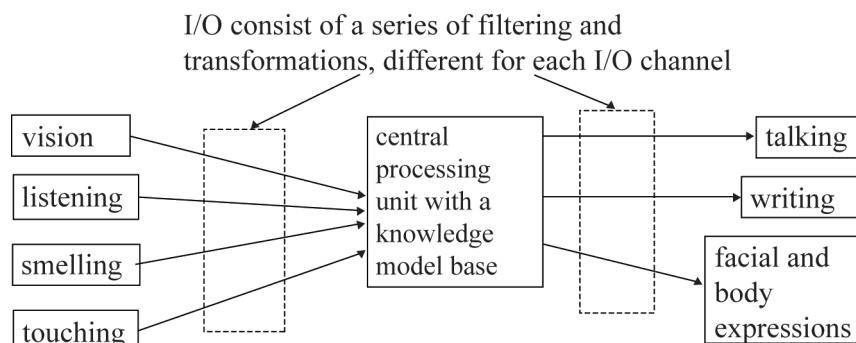 I/O consist of a series of filtering and
transformations, different for each I/O channel
vision
listening
smelling
touching
central
processing
unit with a
knowledge
model base
talking
writing
facial and
body
expressions